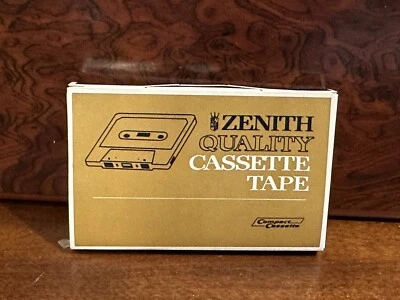 ZENITH
QUALITY
CASSETTE
TAPE
Compact
Cassette